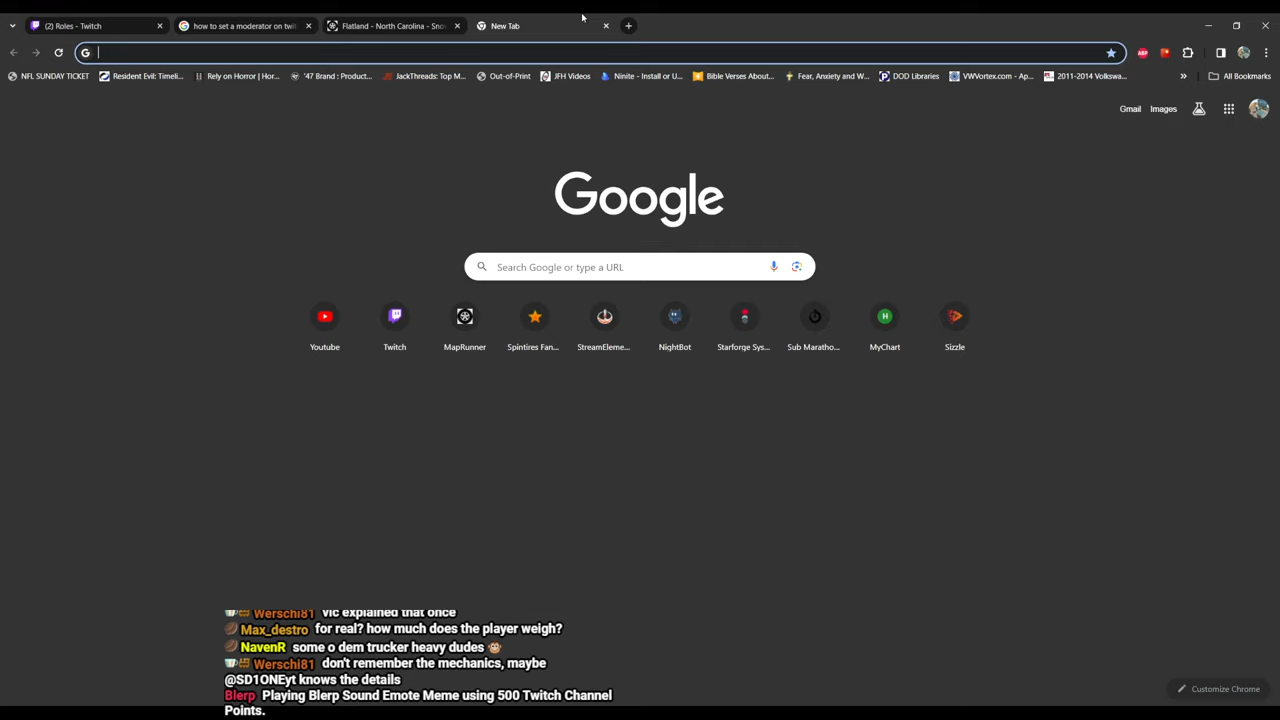 (2) Roles - Twitch
how to set a moderator on twit
Flatland - North Carolina - Sno
New Tab
G
NFL SUNDAY TICKET
Resident Evil: Timeli...
Rely on Horror | Hor...
'47 Brand : Product...
JackThreads: Top M...
Out-of-Print
JFH Videos
Ninite - Install or U...
Bible Verses About...
Fear, Anxiety and W...
DOD Libraries
VWVortex.com - Ap...
2011-2014 Volkswa...
»
All Bookmarks
Gmail
Images
Google
Search Google or type a URL
Youtube
Twitch
MapRunner
Spintires Fan...
StreamEleme...
NightBot
Starforge Sys...
Sub Maratho...
H
MyChart
Sizzle
Werschi81 vic explained that once
Max_destro for real? how much does the player weigh?
NavenR some o dem trucker heavy dudes
Werschi81 don't remember the mechanics, maybe
@SD1ONEyt knows the details
Blerp Playing Blerp Sound Emote Meme using 500 Twitch Channel
Points.
Customize Chrome